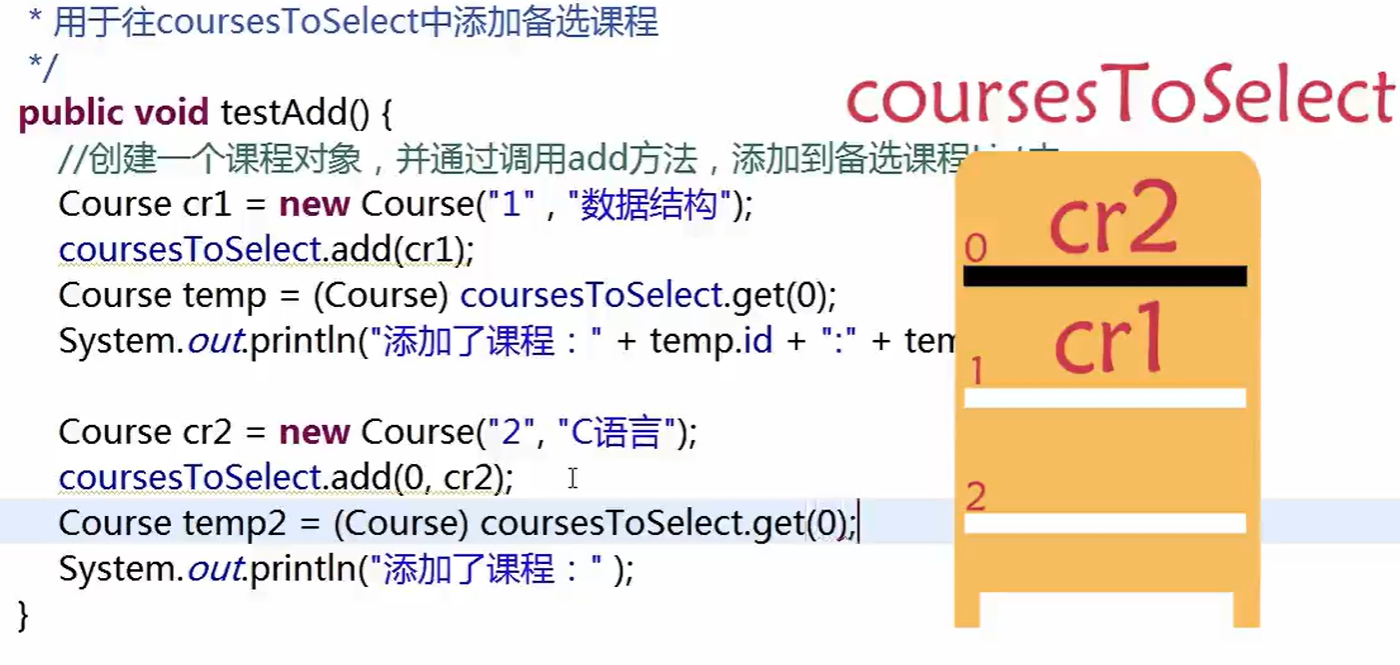 * 用于往coursesToSelect中添加备选课程
*/
public void testAdd() {
//创建一个课程对象，并通过调用add方法，添加到备选课程
Course cr1 = new Course("1" , "数据结构");
coursesToSelect.add(cr1);
Course temp = (Course) coursesToSelect.get(0);
System.out.println("添加了课程：" + temp.id + ":" + tem
Course cr2 = new Course("2", "C语言");
coursesToSelect.add(0, cr2);
Course temp2 = (Course) coursesToSelect.get(0);
System.out.println("添加了课程：" );
}
coursesToSelect
0 cr2
1 cr1
2